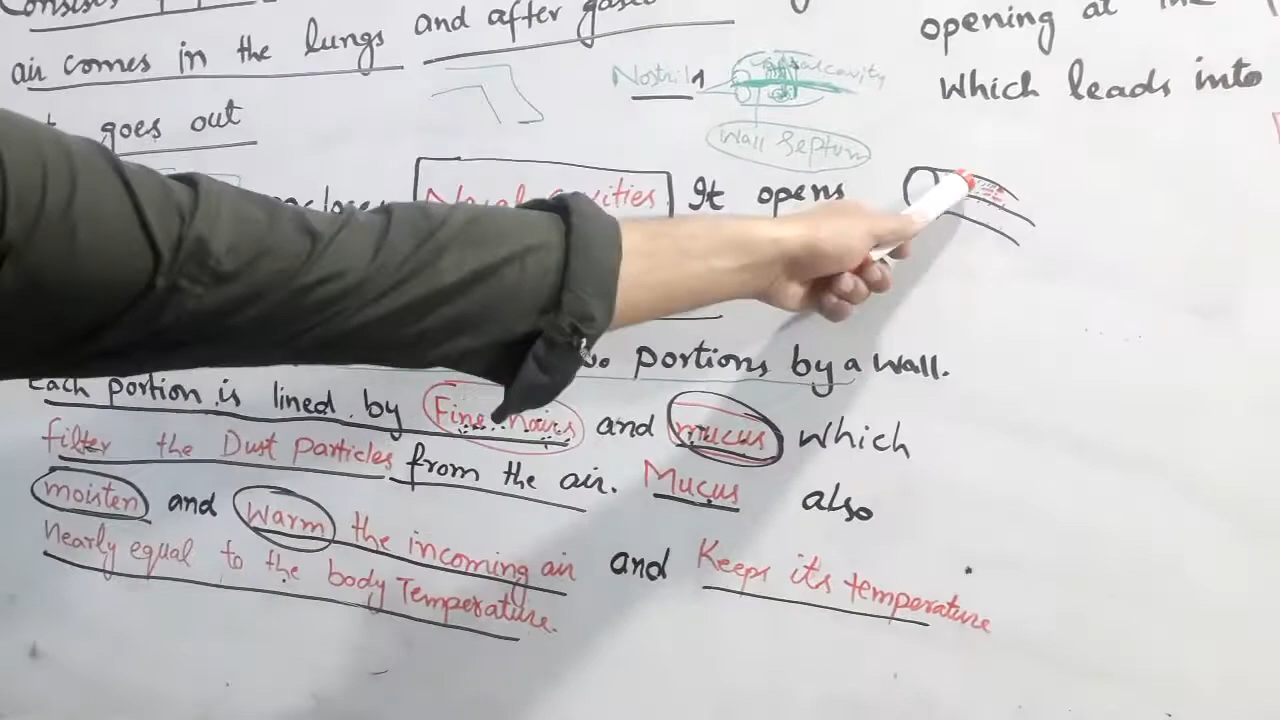 Consists
air comes in the lungs and after
goes out
opening at the
Which leads into
Nostril
cavity
Wall Septum
Nasal cavities It opens
portions by a wall.
Each portion is lined by Fine hairs and mucus which
filter the Dust Particles from the air. Mucus also
moisten and Warm the incoming air and Keeps its temperature
nearly equal to the body Temperature.